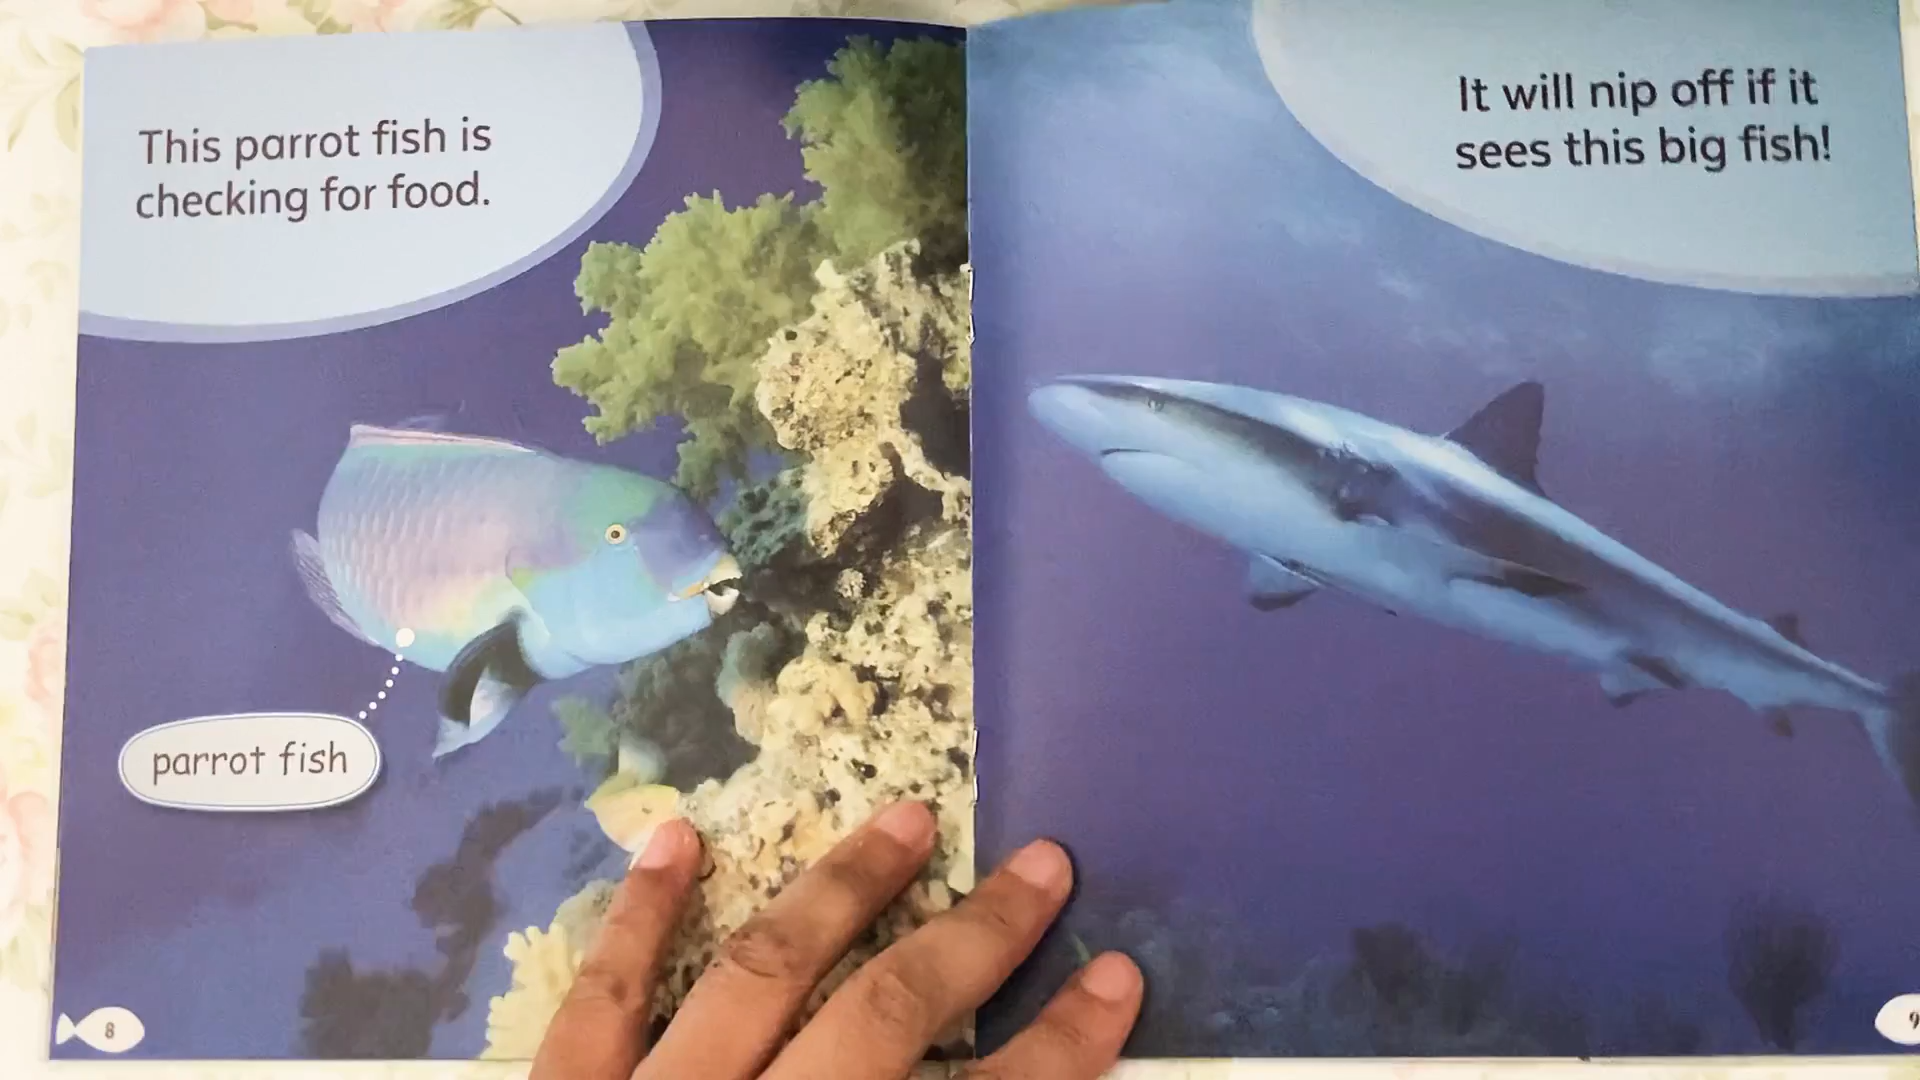 This parrot fish is
checking for food.
parrot fish
8
It will nip off if it
sees this big fish!
9